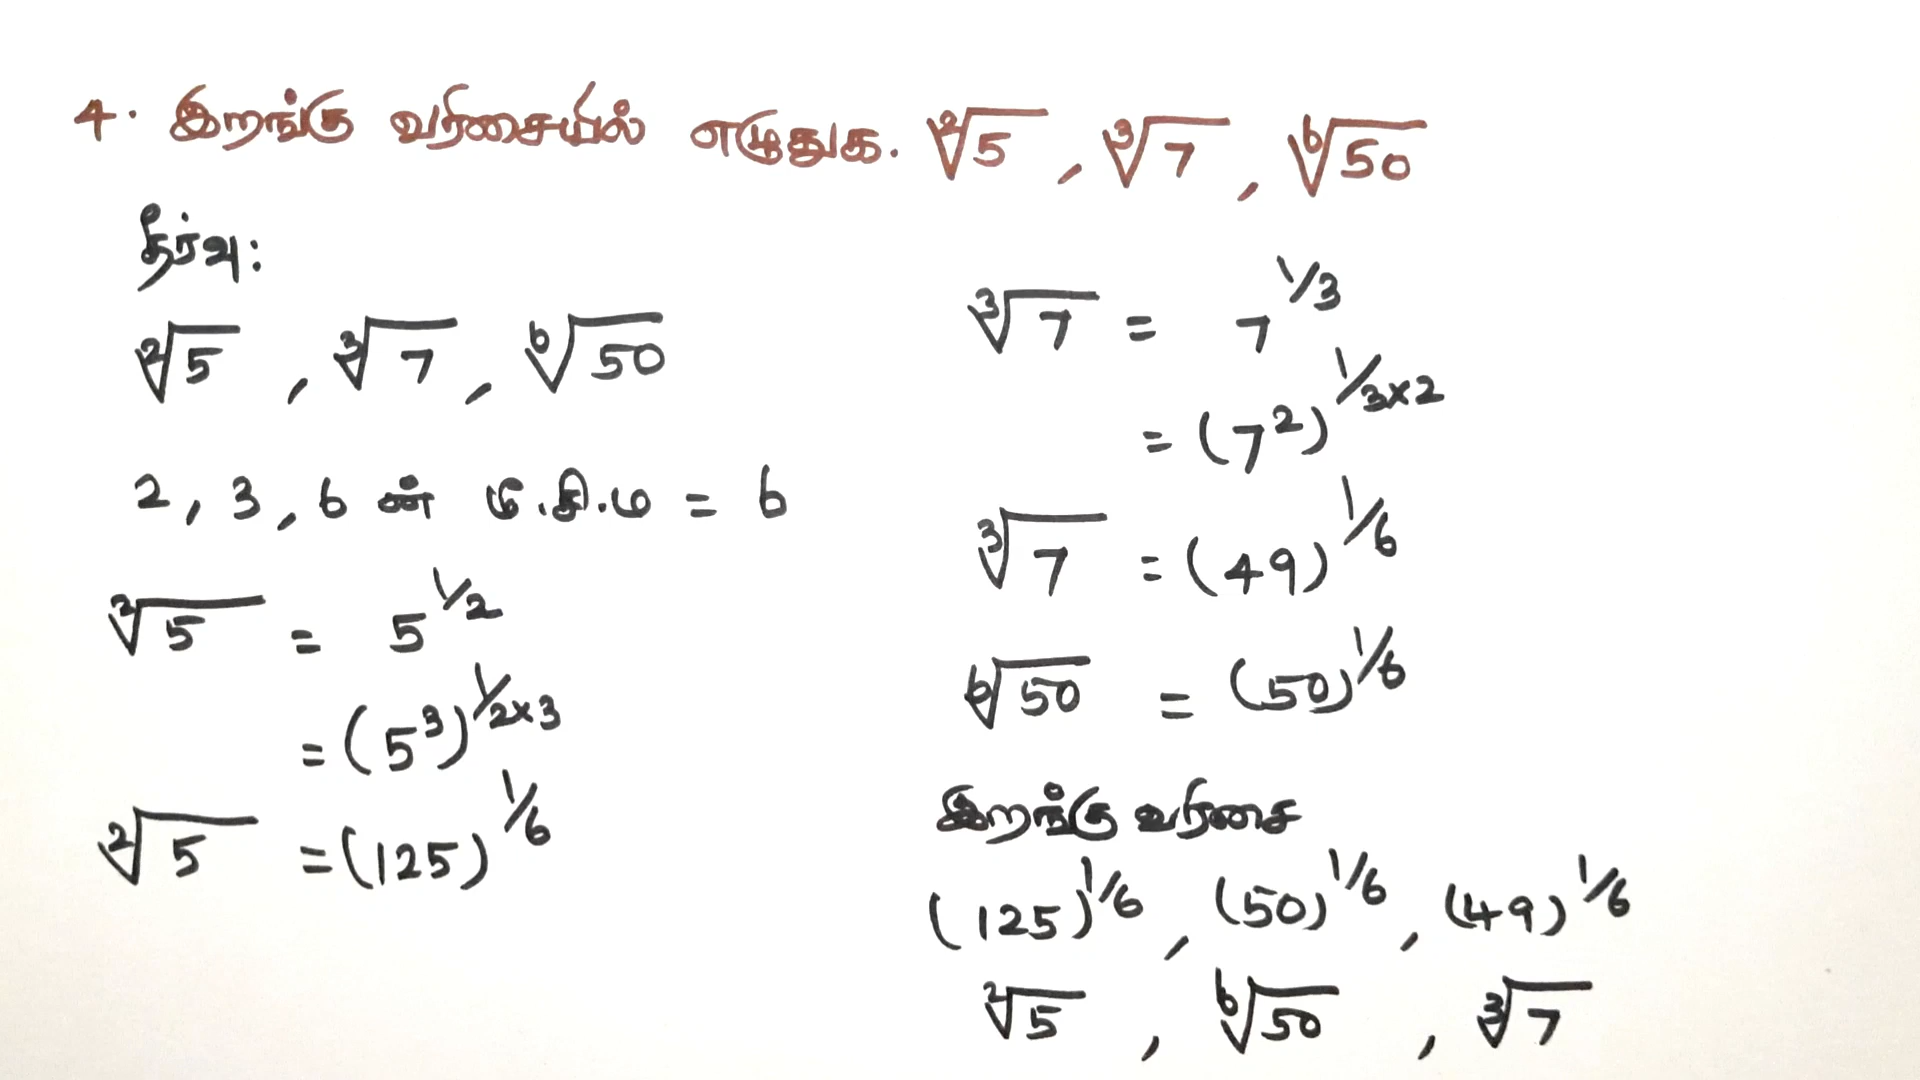 4. இறங்கு வரிசையில் எழுதுக. ²√5 , ³√7 , ⁶√50
தீர்வு:
²√5 , ³√7 , ⁶√50
2, 3, 6 ன் மீ.சி.ம = 6
²√5 = 5^1/2
= (5³)^1/2×3
²√5 = (125)^1/6
³√7 = 7^1/3
= (7²)^1/3×2
³√7 = (49)^1/6
⁶√50 = (50)^1/6
இறங்கு வரிசை
(125)^1/6 , (50)^1/6 , (49)^1/6
²√5 , ⁶√50 , ³√7